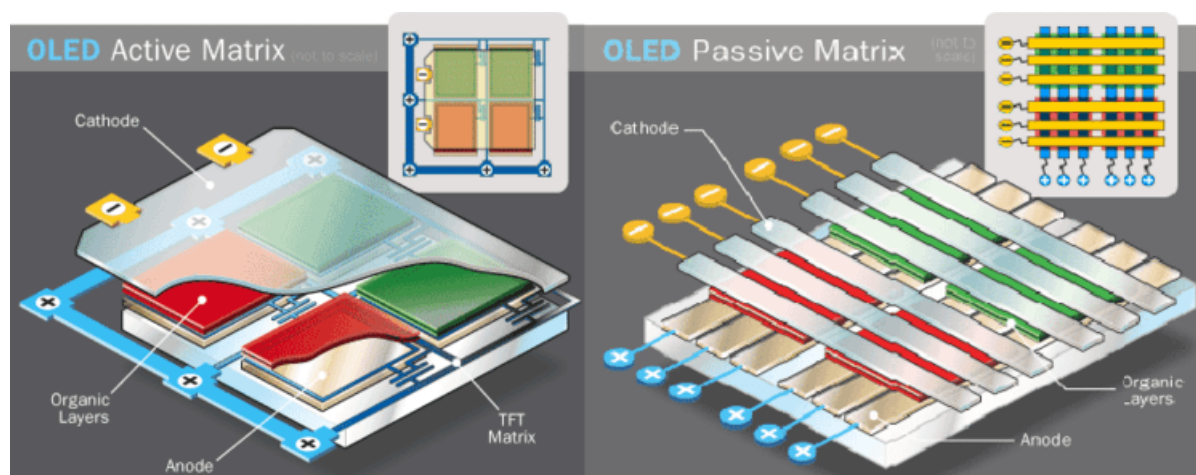 OLED Active Matrix (not to scale)
Cathode
Organic
Layers
Anode
TFT
Matrix
OLED Passive Matrix (not to
scale)
Cathode
Organic
Layers
Anode